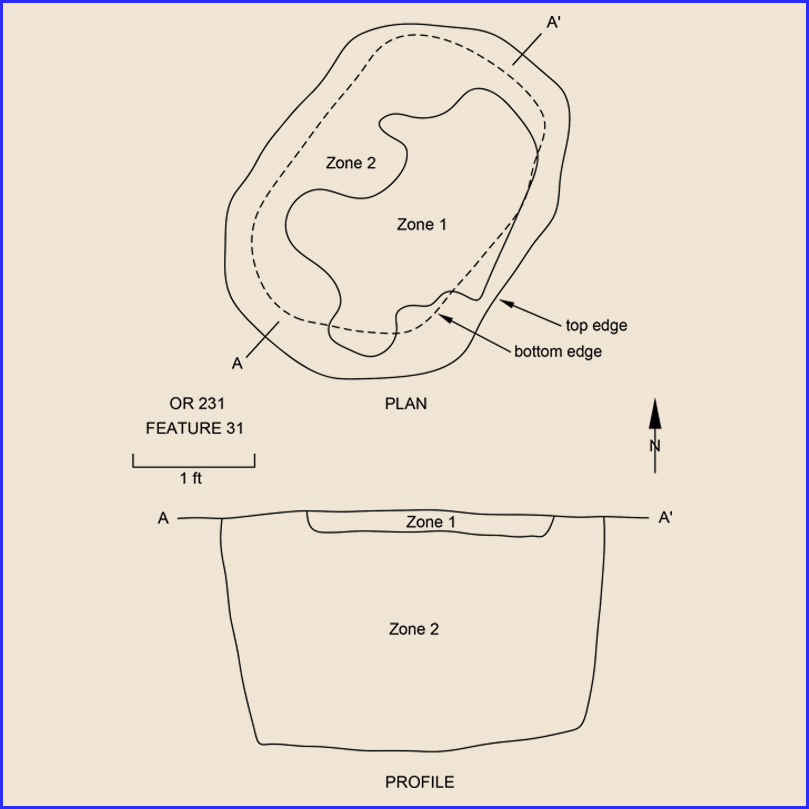 A'
Zone 2
Zone 1
top edge
bottom edge
A
OR 231
FEATURE 31
PLAN
1 ft
N
A
Zone 1
A'
Zone 2
PROFILE